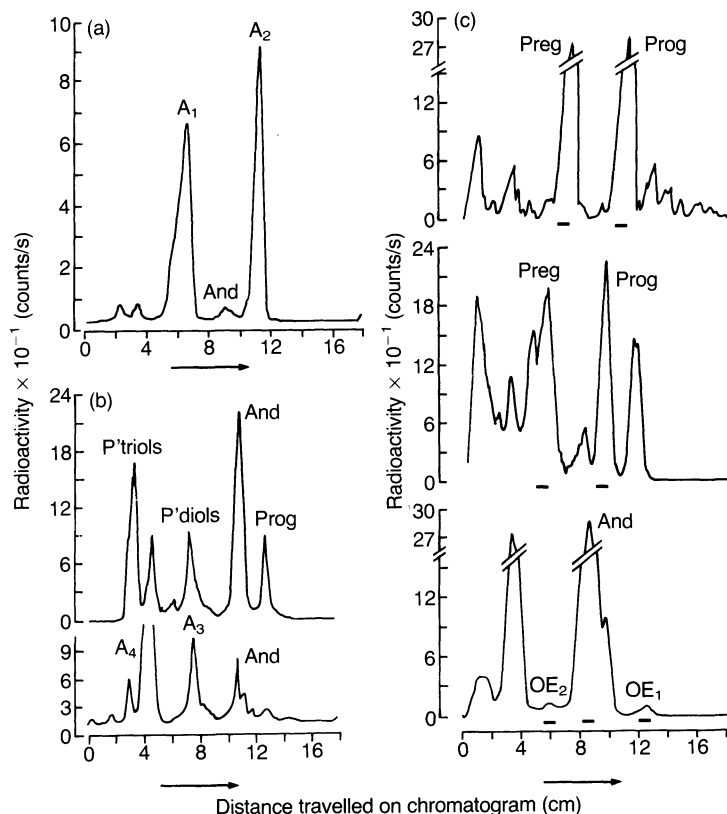 (a)
10
8
6
4
2
0
A1
And
A2
0 4 8 12 16
(b)
24
18
12
6
0
P'triols
P'diols
And
Prog
9
6
3
0
A4
A3
And
0 4 8 12 16
Radioactivity × 10⁻¹ (counts/s)
(c)
30
27
12
6
0
Preg
Prog
24
18
12
6
0
Preg
Prog
30
27
12
6
0
And
OE2
OE1
0 4 8 12 16
Radioactivity × 10⁻¹ (counts/s)
Distance travelled on chromatogram (cm)